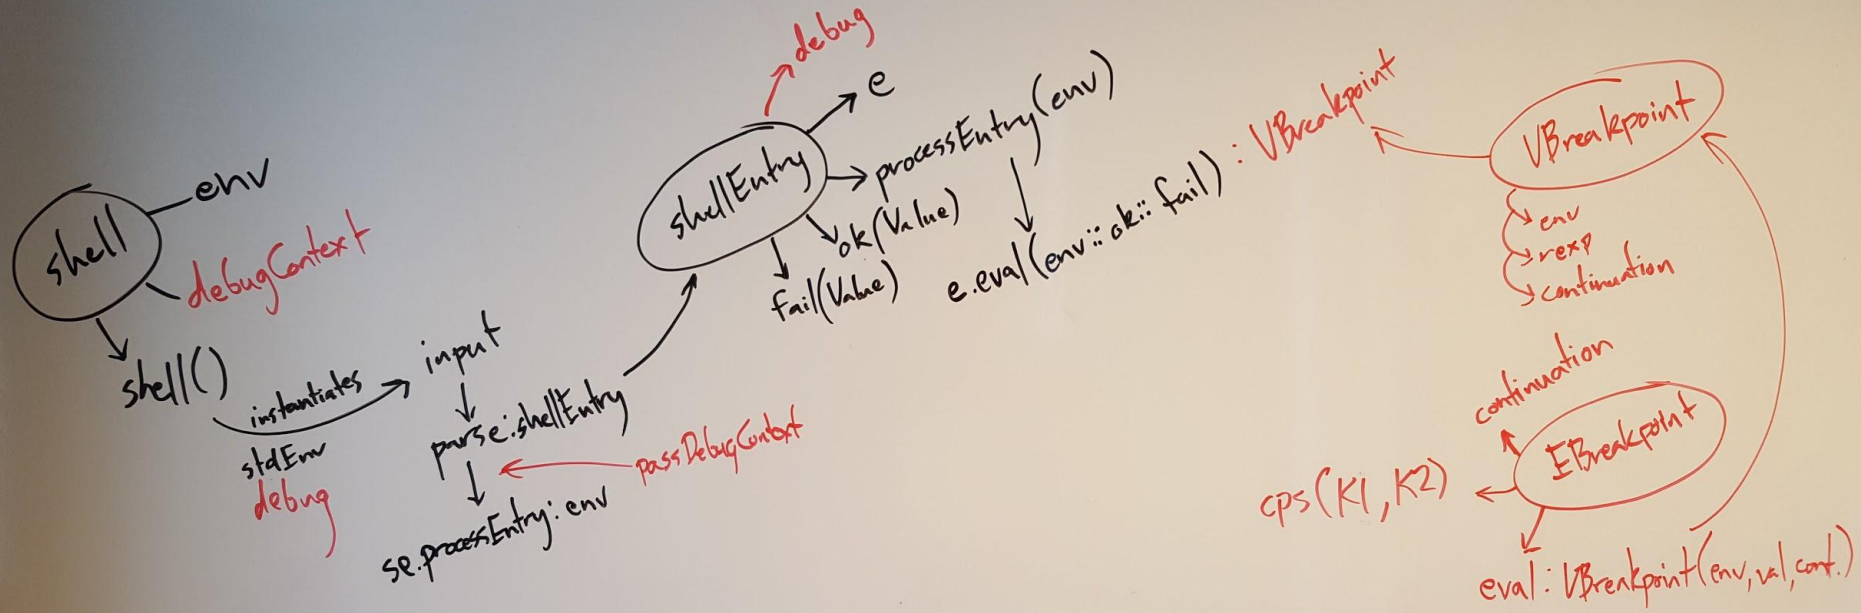 shell
env
debugContext
shell()
instantiates
stdEnv
debug
input
parse:shellEntry
passDebugContext
se.processEntry:env
shellEntry
debug
e
processEntry(env)
ok(Value)
fail(Value)
e.eval(env::ok::fail) : VBreakpoint
VBreakpoint
env
rexp
continuation
EBreakpoint
continuation
cps(K1,K2)
eval: VBreakpoint(env,val,cont.)